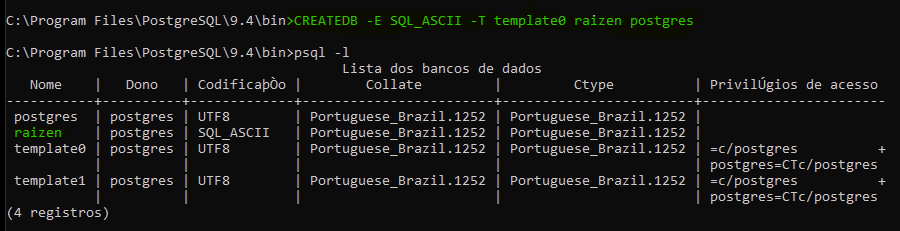 C:\Program Files\PostgreSQL\9.4\bin>CREATEDB -E SQL_ASCII -T template0 raizen postgres
C:\Program Files\PostgreSQL\9.4\bin>psql -l
                                         Lista dos bancos de dados
   Nome    |   Dono   | CodificaþÒo |        Collate         |         Ctype          | PrivilÚgios de acesso
-----------+----------+-------------+------------------------+------------------------+-----------------------
 postgres  | postgres | UTF8        | Portuguese_Brazil.1252 | Portuguese_Brazil.1252 |
 raizen    | postgres | SQL_ASCII   | Portuguese_Brazil.1252 | Portuguese_Brazil.1252 |
 template0 | postgres | UTF8        | Portuguese_Brazil.1252 | Portuguese_Brazil.1252 | =c/postgres          +
           |          |             |                        |                        | postgres=CTc/postgres
 template1 | postgres | UTF8        | Portuguese_Brazil.1252 | Portuguese_Brazil.1252 | =c/postgres          +
           |          |             |                        |                        | postgres=CTc/postgres
(4 registros)